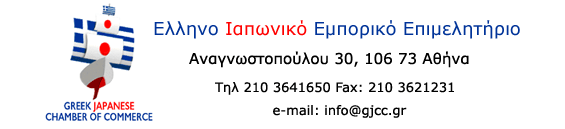 Ελληνο Ιαπωνικό Εμπορικό Επιμελητήριο
Αναγνωστοπούλου 30, 106 73 Αθήνα
Τηλ 210 3641650 Fax: 210 3621231
e-mail: info@gjcc.gr
GREEK JAPANESE
CHAMBER OF COMMERCE